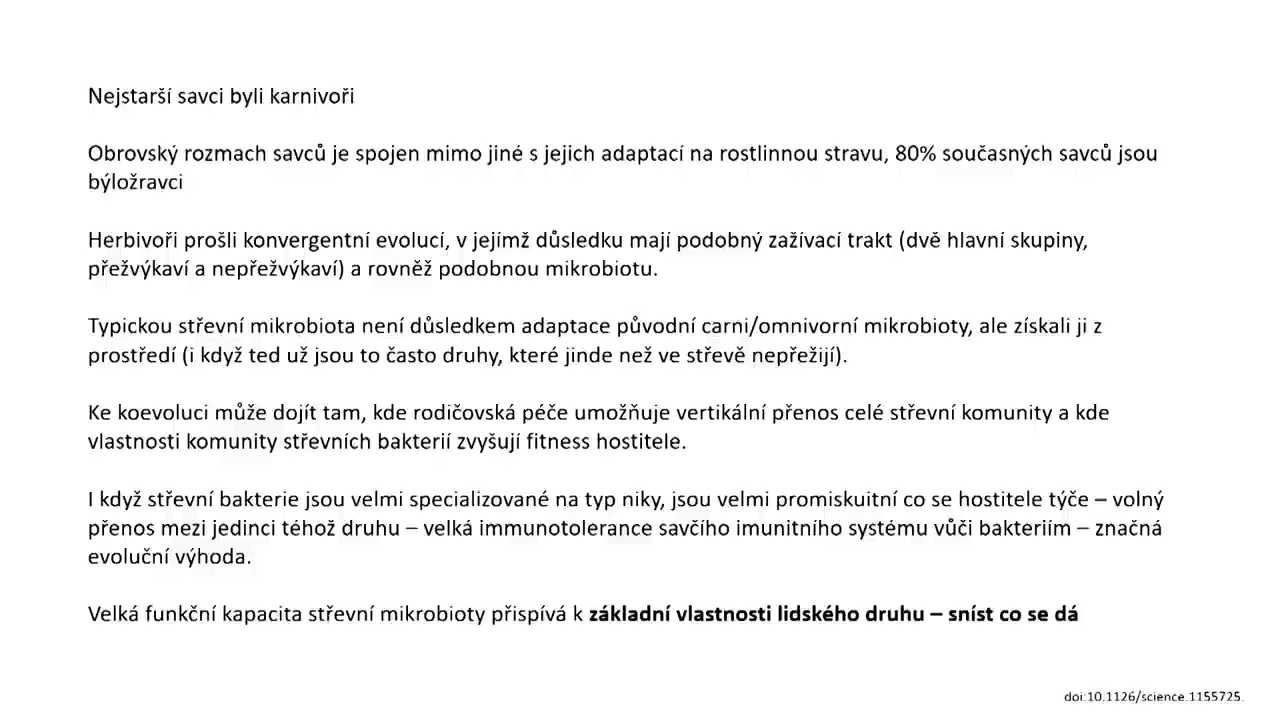 Nejstarší savci byli karnivoři
Obrovský rozmach savců je spojen mimo jiné s jejich adaptací na rostlinnou stravu, 80% současných savců jsou
býložravci
Herbivoři prošli konvergentní evolucí, v jejímž důsledku mají podobný zažívací trakt (dvě hlavní skupiny,
přežvýkaví a nepřežvýkaví) a rovněž podobnou mikrobiotu.
Typickou střevní mikrobiota není důsledkem adaptace původní carni/omnivorní mikrobioty, ale získali ji z
prostředí (i když ted už jsou to často druhy, které jinde než ve střevě nepřežijí).
Ke koevoluci může dojít tam, kde rodičovská péče umožňuje vertikální přenos celé střevní komunity a kde
vlastnosti komunity střevních bakterií zvyšují fitness hostitele.
I když střevní bakterie jsou velmi specializované na typ niky, jsou velmi promiskuitní co se hostitele týče – volný
přenos mezi jedinci téhož druhu – velká immunotolerance savčího imunitního systému vůči bakteriím – značná
evoluční výhoda.
Velká funkční kapacita střevní mikrobioty přispívá k základní vlastnosti lidského druhu – sníst co se dá
doi:10.1126/science.1155725.